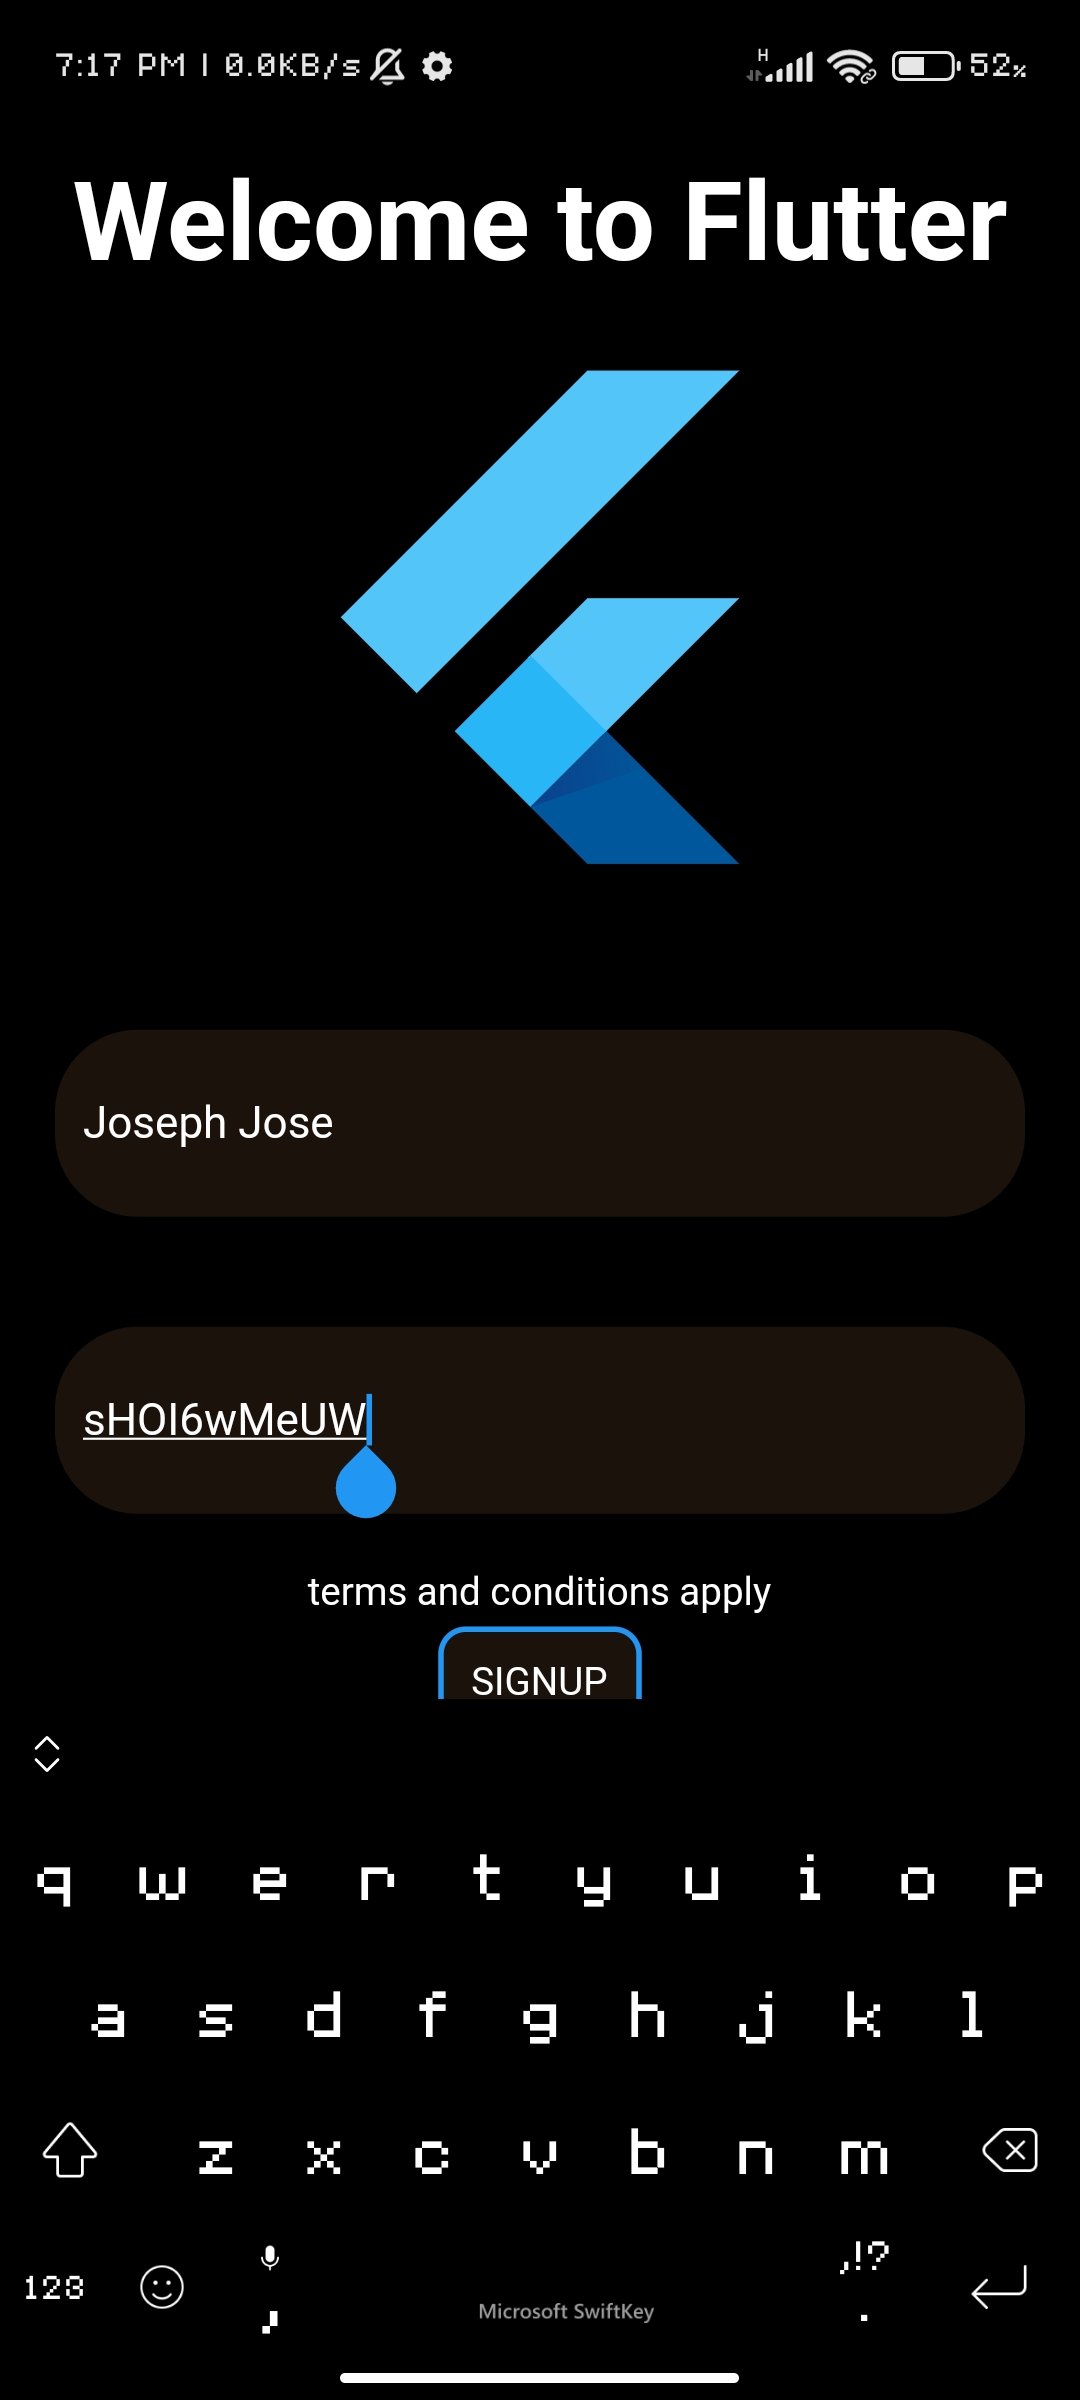 7:17 PM | 0.0KB/s
H
52%
Welcome to Flutter
Joseph Jose
sHOI6wMeUW
terms and conditions apply
SIGNUP
q w e r t y u i o p
a s d f g h j k l
z x c v b n m
,!?
123
,
Microsoft SwiftKey
.